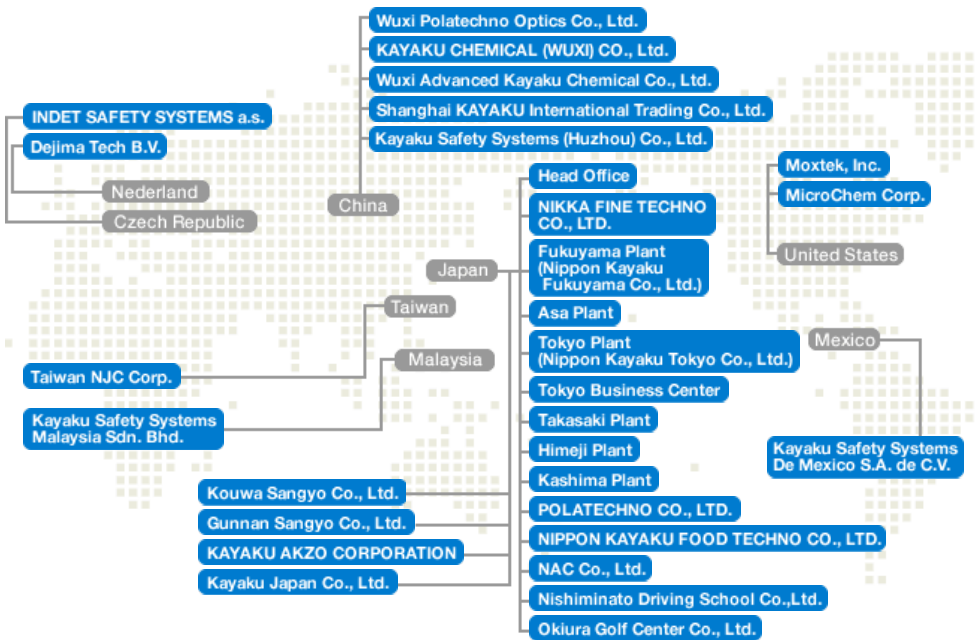 Wuxi Polatechno Optics Co., Ltd.
KAYAKU CHEMICAL (WUXI) CO., Ltd.
Wuxi Advanced Kayaku Chemical Co., Ltd.
Shanghai KAYAKU International Trading Co., Ltd.
Kayaku Safety Systems (Huzhou) Co., Ltd.
China
INDET SAFETY SYSTEMS a.s.
Dejima Tech B.V.
Nederland
Czech Republic
Moxtek, Inc.
MicroChem Corp.
United States
Japan
Head Office
NIKKA FINE TECHNO
CO., LTD.
Fukuyama Plant
(Nippon Kayaku
Fukuyama Co., Ltd.)
Asa Plant
Tokyo Plant
(Nippon Kayaku Tokyo Co., Ltd.)
Tokyo Business Center
Takasaki Plant
Himeji Plant
Kashima Plant
POLATECHNO CO., LTD.
NIPPON KAYAKU FOOD TECHNO CO., LTD.
NAC Co., Ltd.
Nishiminato Driving School Co.,Ltd.
Okiura Golf Center Co., Ltd.
Taiwan
Malaysia
Taiwan NJC Corp.
Kayaku Safety Systems
Malaysia Sdn. Bhd.
Mexico
Kayaku Safety Systems
De Mexico S.A. de C.V.
Kouwa Sangyo Co., Ltd.
Gunnan Sangyo Co., Ltd.
KAYAKU AKZO CORPORATION
Kayaku Japan Co., Ltd.